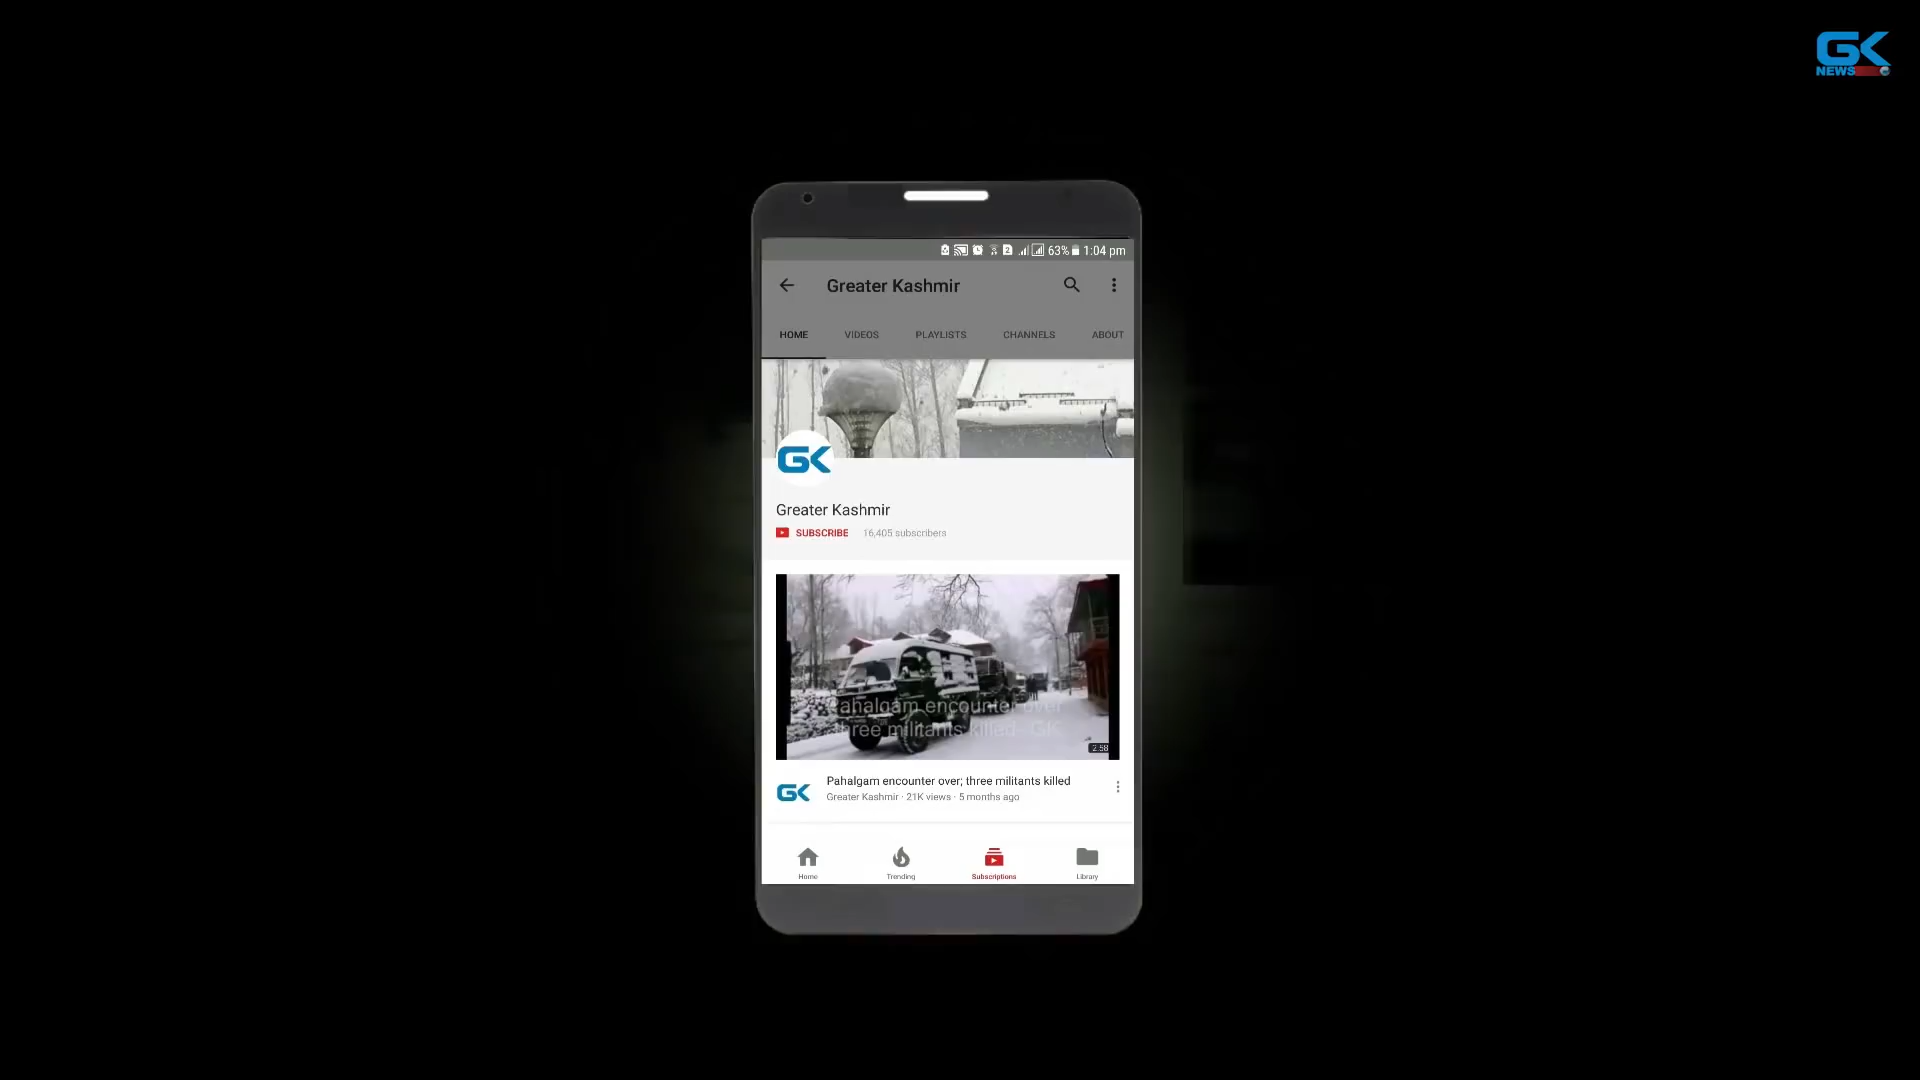 GK
NEWS
63% 1:04 pm
Greater Kashmir
HOME VIDEOS PLAYLISTS CHANNELS ABOUT
GK
Greater Kashmir
SUBSCRIBE 16,405 subscribers
Pahalgam encounter over
three militants killed- GK
2:58
GK
Pahalgam encounter over; three militants killed
Greater Kashmir · 21K views · 5 months ago
Home Trending Subscriptions Library